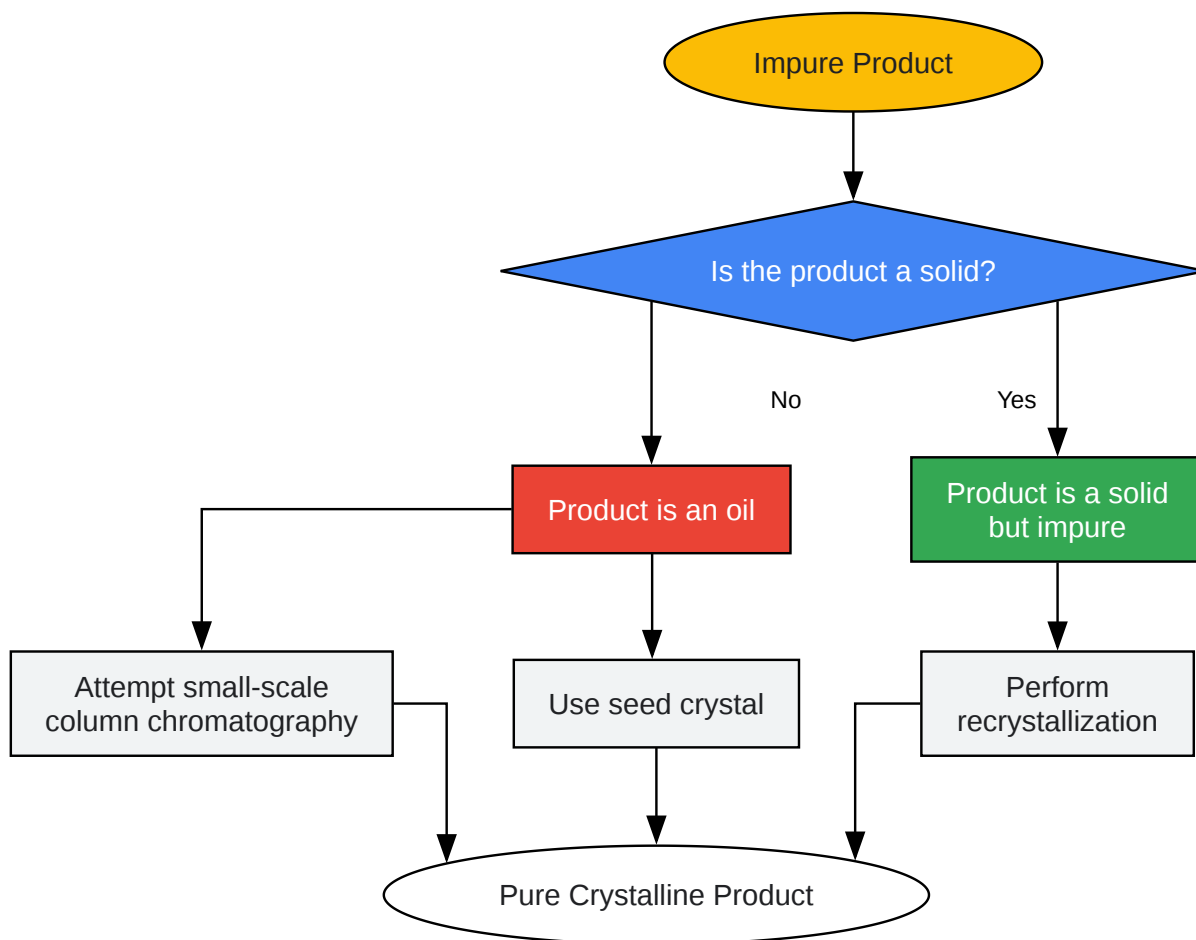 Impure Product
Is the product a solid?
No
Yes
Product is an oil
Product is a solid
but impure
Attempt small-scale
column chromatography
Use seed crystal
Perform
recrystallization
Pure Crystalline Product